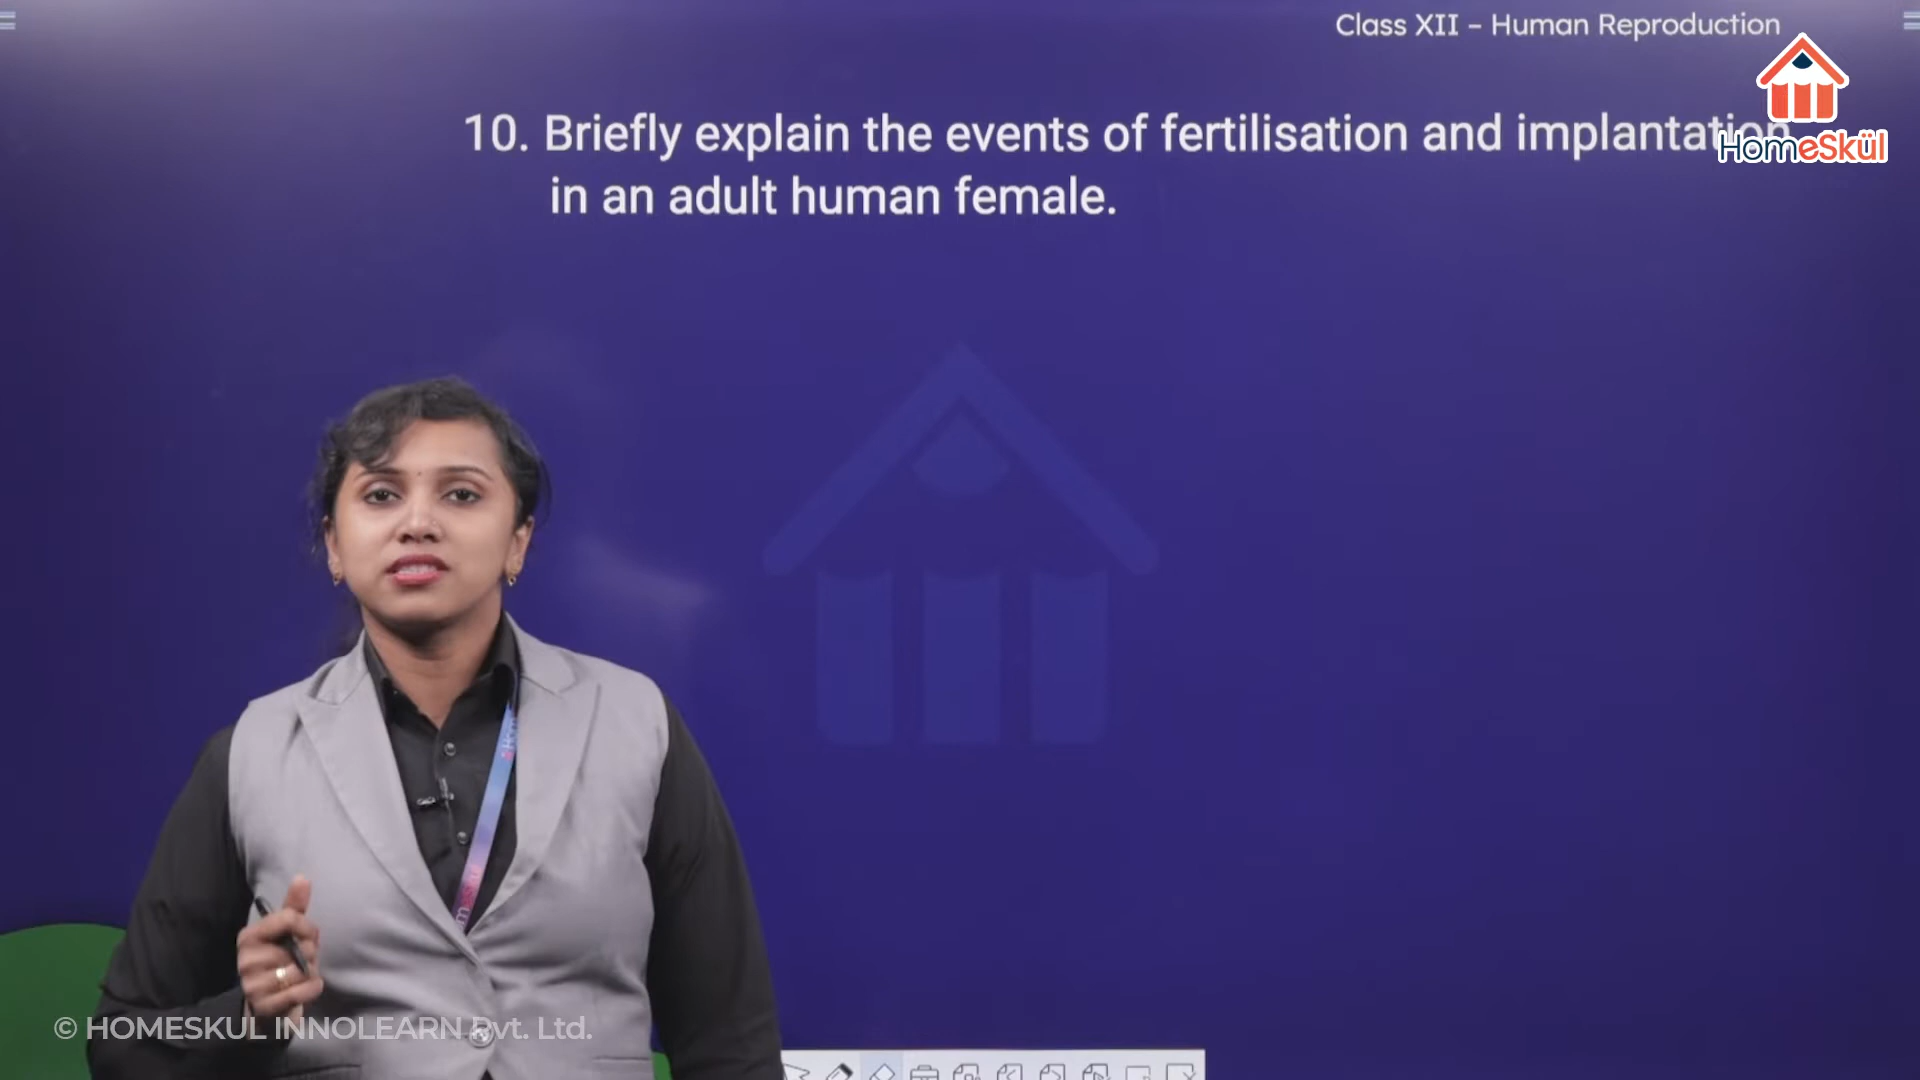 Class XII – Human Reproduction
HomeSkül
10. Briefly explain the events of fertilisation and implantation
in an adult human female.
© HOMESKUL INNOLEARN Pvt. Ltd.